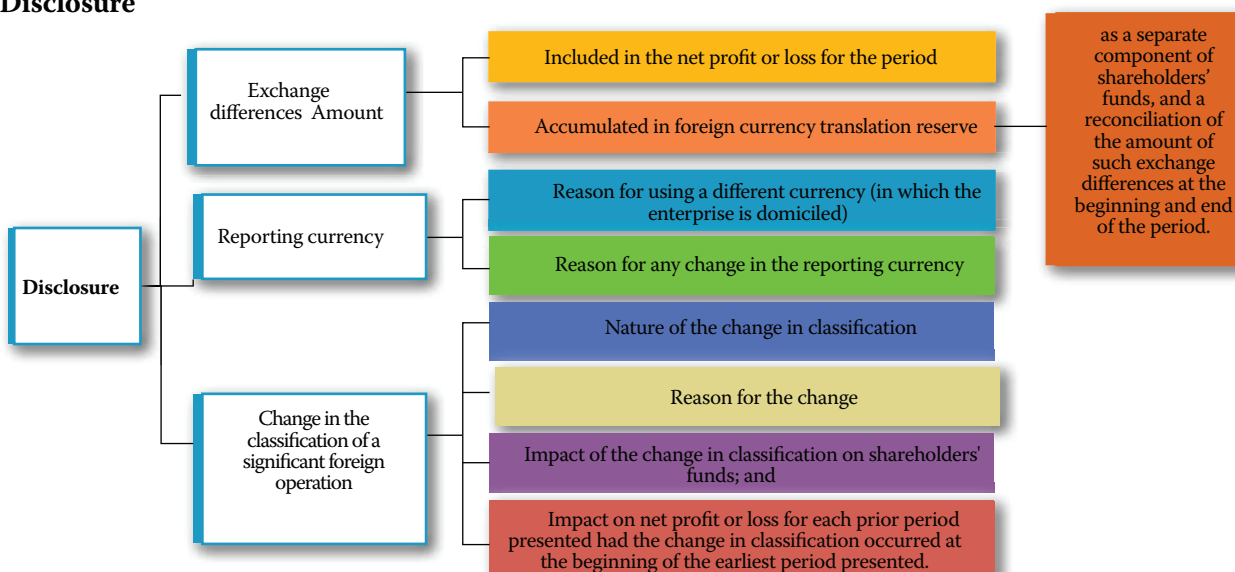 Disclosure
Disclosure
Exchange
differences Amount
Included in the net profit or loss for the period
Accumulated in foreign currency translation reserve
as a separate
component of
shareholders'
funds, and a
reconciliation of
the amount of
such exchange
differences at the
beginning and end
of the period.
Reporting currency
Reason for using a different currency (in which the
enterprise is domiciled)
Reason for any change in the reporting currency
Change in the
classification of a
significant foreign
operation
Nature of the change in classification
Reason for the change
Impact of the change in classification on shareholders'
funds; and
Impact on net profit or loss for each prior period
presented had the change in classification occurred at
the beginning of the earliest period presented.